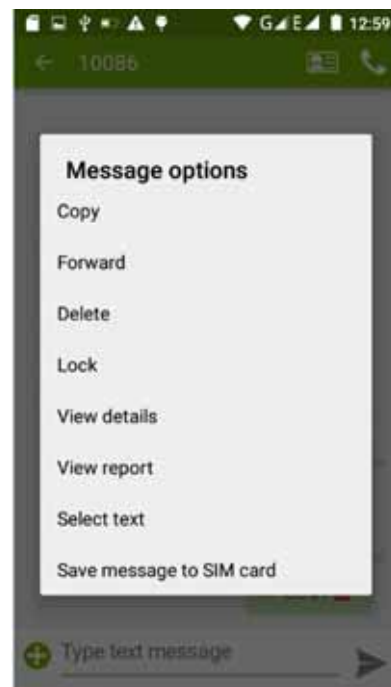 G E 12:59
10086
Message options
Copy
Forward
Delete
Lock
View details
View report
Select text
Save message to SIM card
Type text message